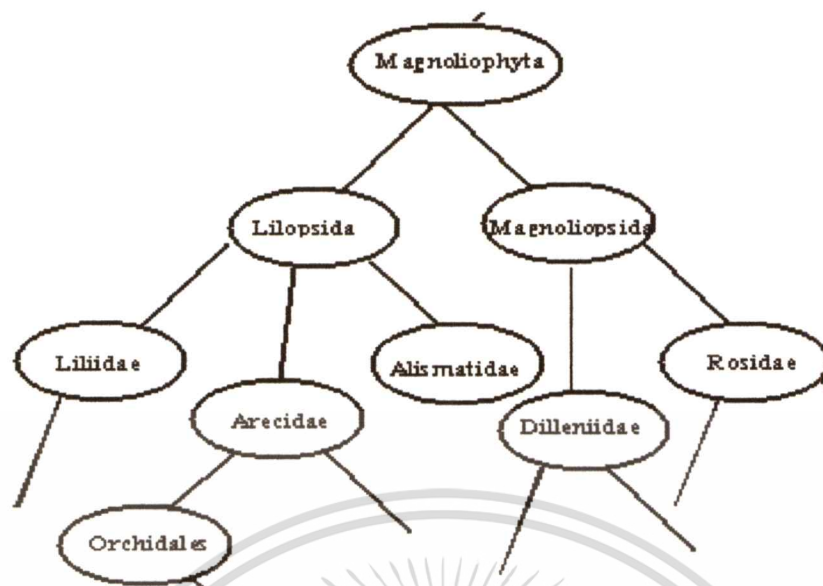 Magnoliophyta
Lilopsida
Magnoliopsida
Liliidae
Alismatidae
Rosidae
Arecidae
Dilleniidae
Orchidales